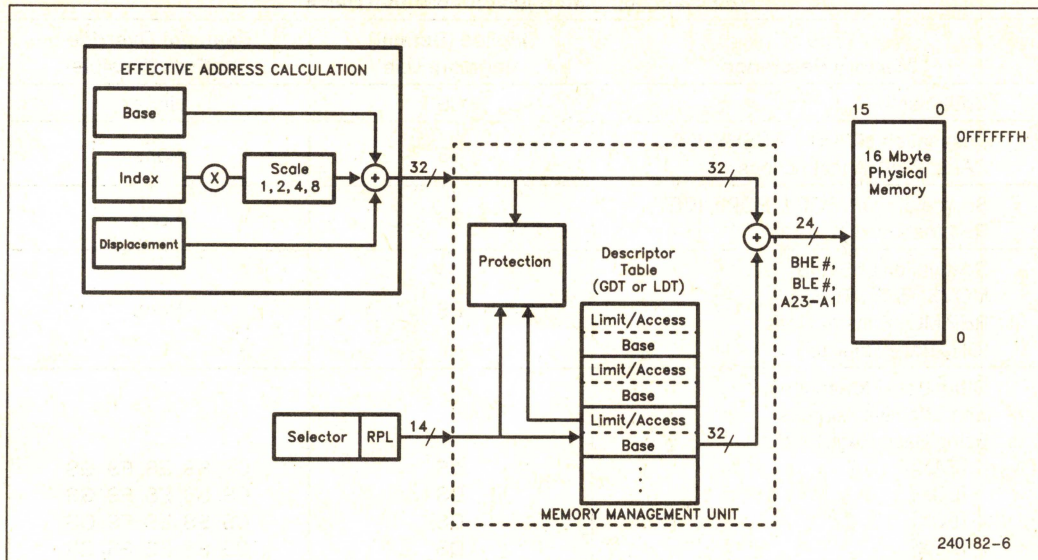 EFFECTIVE ADDRESS CALCULATION
Base
Index
X
Scale
1, 2, 4, 8
+
Displacement
32
32
Protection
Descriptor
Table
(GDT or LDT)
Limit/Access
Base
Limit/Access
Base
Limit/Access
Base
32
+
24
BHE#,
BLE#,
A23-A1
15 0
0FFFFFFH
16 Mbyte
Physical
Memory
0
Selector RPL
14
MEMORY MANAGEMENT UNIT
240182-6